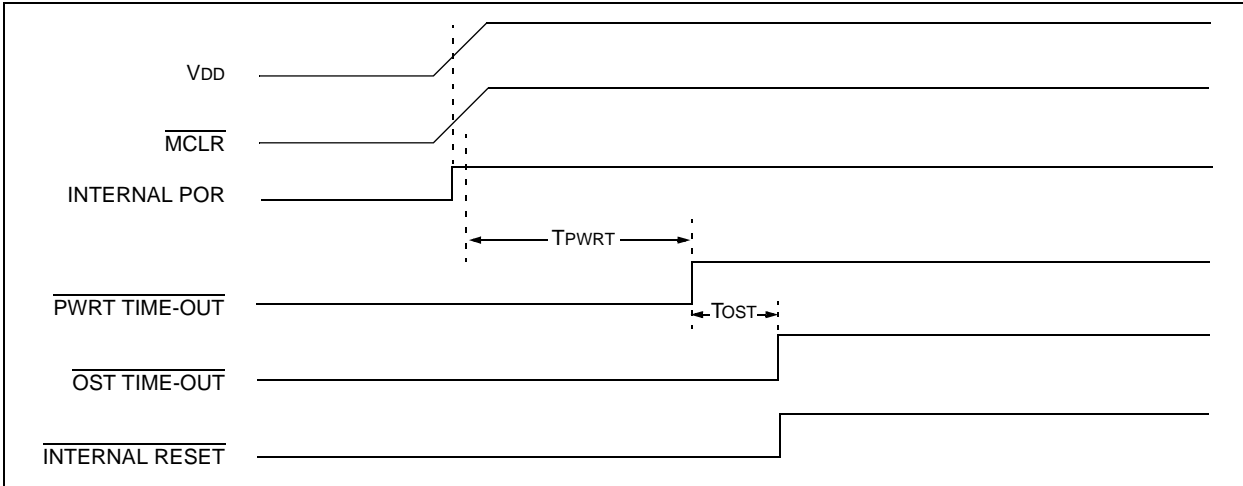 VDD
MCLR
INTERNAL POR
TPWRT
PWRT TIME-OUT
TOST
OST TIME-OUT
INTERNAL RESET